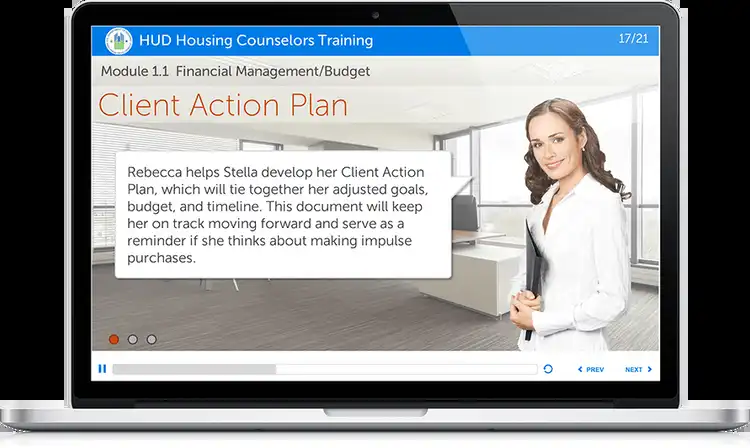 HUD Housing Counselors Training
17/21
Module 1.1 Financial Management/Budget
Client Action Plan
Rebecca helps Stella develop her Client Action
Plan, which will tie together her adjusted goals,
budget, and timeline. This document will keep
her on track moving forward and serve as a
reminder if she thinks about making impulse
purchases.
PREV
NEXT